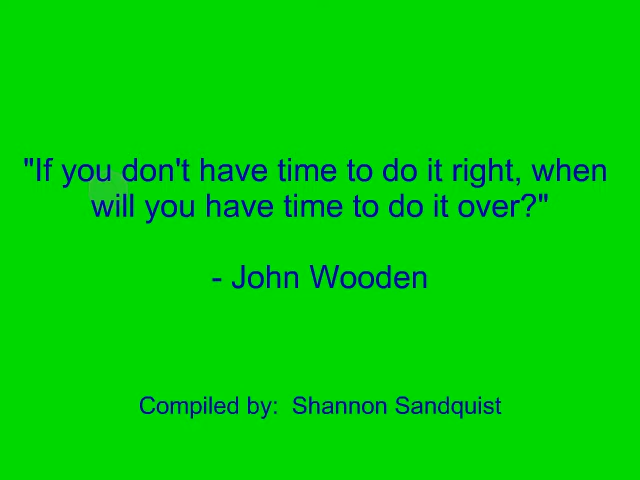 "If you don't have time to do it right, when
will you have time to do it over?"
- John Wooden
Compiled by:  Shannon Sandquist